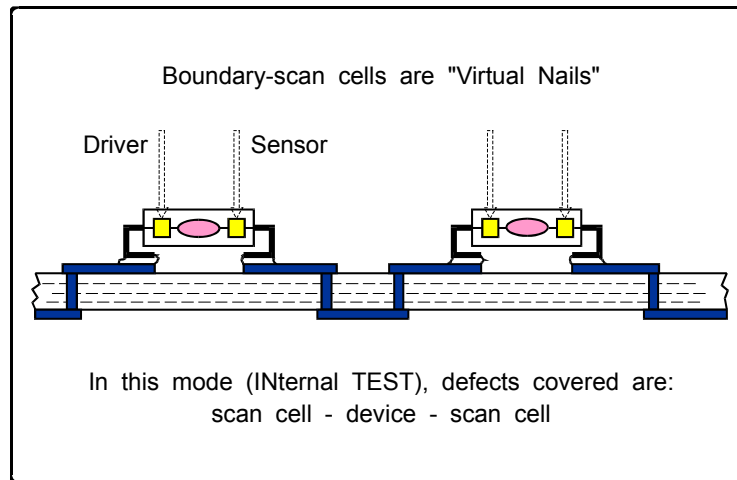 Boundary-scan cells are "Virtual Nails"
Driver
Sensor
In this mode (INternal TEST), defects covered are:
scan cell - device - scan cell